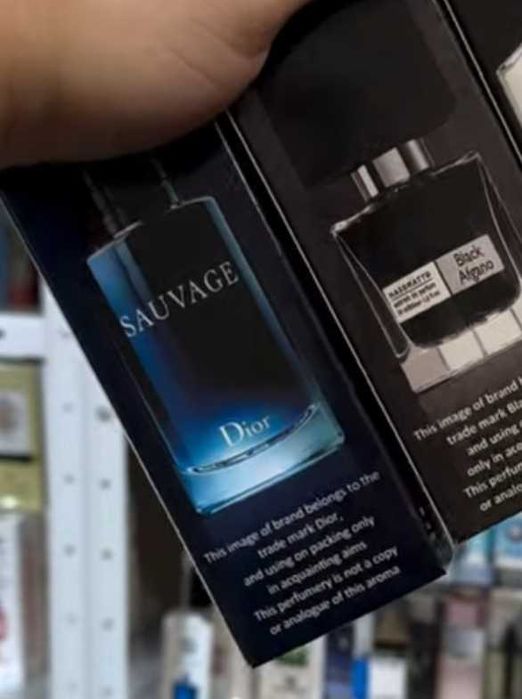 SAUVAGE
Dior
This image of brand belongs to the
trade mark Dior,
and using on packing only
in acquainting aims
This perfumery is not a copy
or analogue of this aroma
NASOMATTO
Black
Afgano
This image of brand
trade mark
and using
only in
This
or